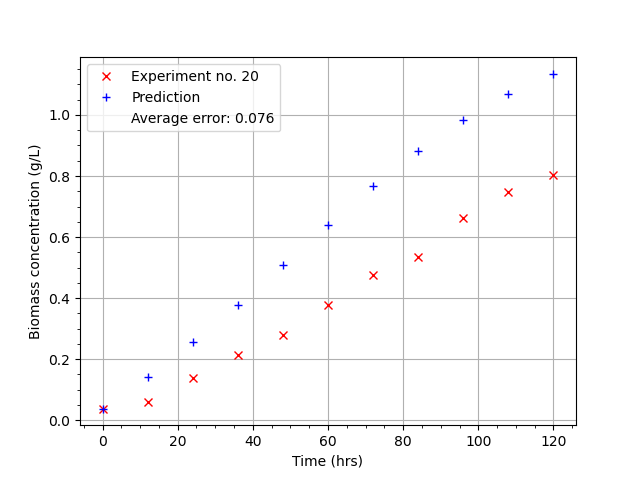 Experiment no. 20
Prediction
Average error: 0.076
Biomass concentration (g/L)
1.0
0.8
0.6
0.4
0.2
0.0
0 20 40 60 80 100 120
Time (hrs)